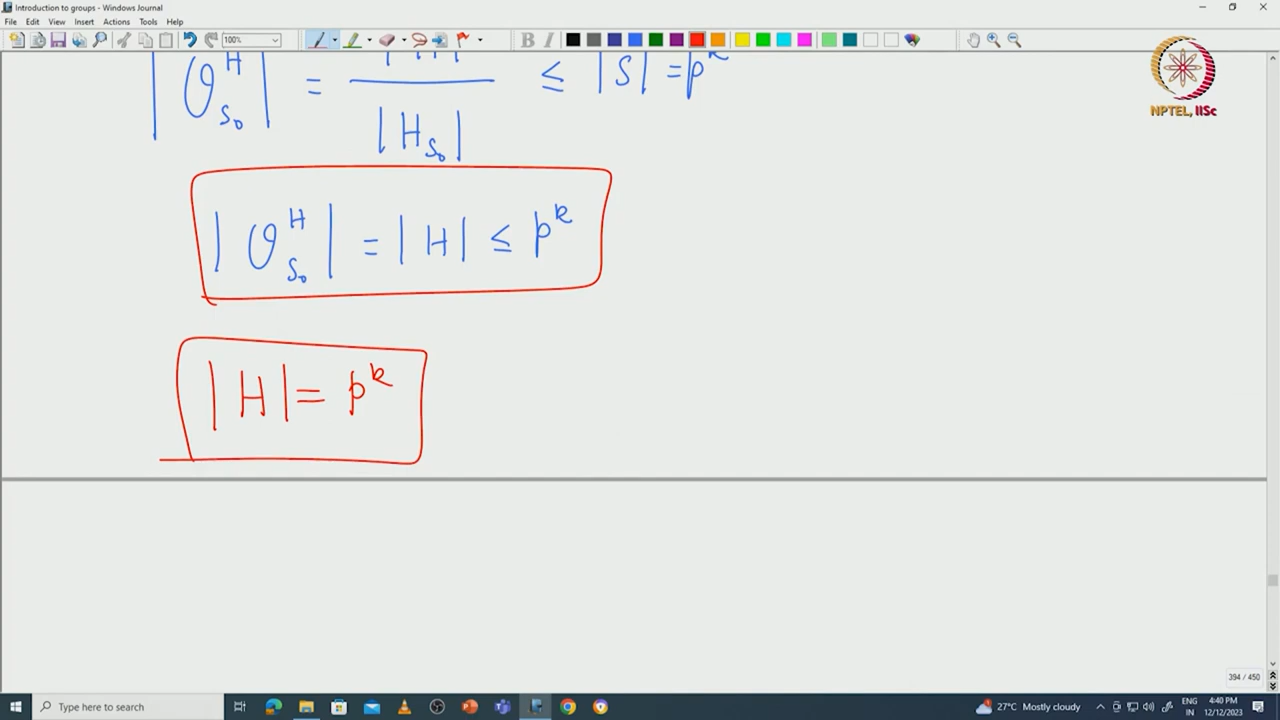 Introduction to groups - Windows Journal
File Edit View Insert Actions Tools Help
100%
B I
NPTEL, IISc
|O^H_{s_0}| = |H| / |H_{s_0}| ≤ |S| = p^k
|O^H_{s_0}| = |H| ≤ p^k
|H| = p^k
394 / 450
Type here to search
27°C Mostly cloudy
ENG
IN
4:40 PM
12/12/2023